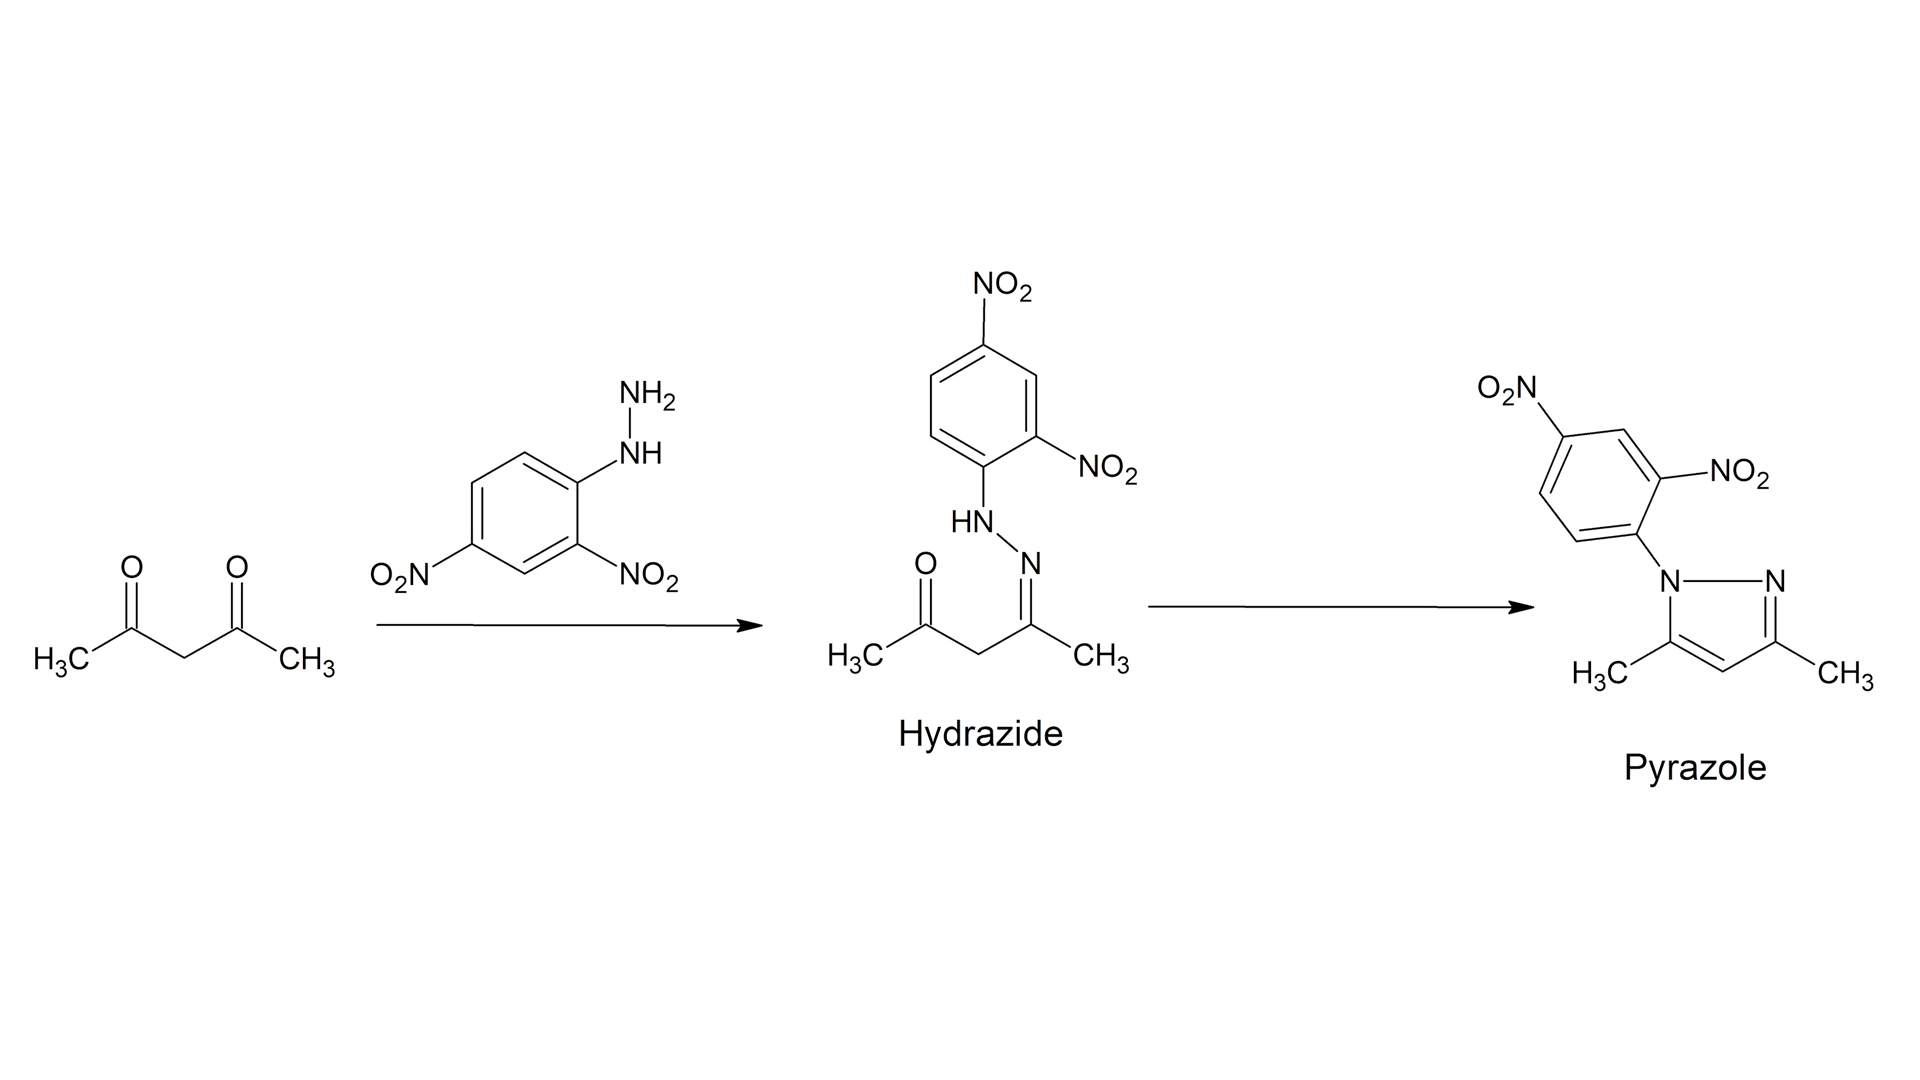 O
O
H₃C
CH₃
NH₂
NH
O₂N
NO₂
NO₂
NO₂
HN
N
O
H₃C
CH₃
Hydrazide
O₂N
NO₂
N
N
H₃C
CH₃
Pyrazole